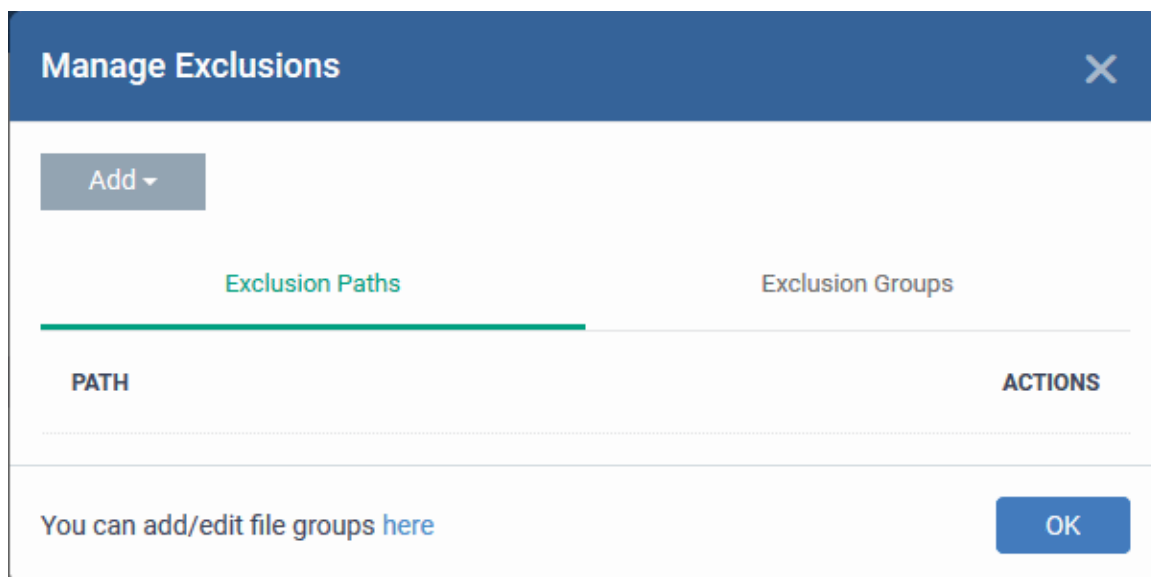 Manage Exclusions
Add
Exclusion Paths Exclusion Groups
PATH ACTIONS
You can add/edit file groups here
OK